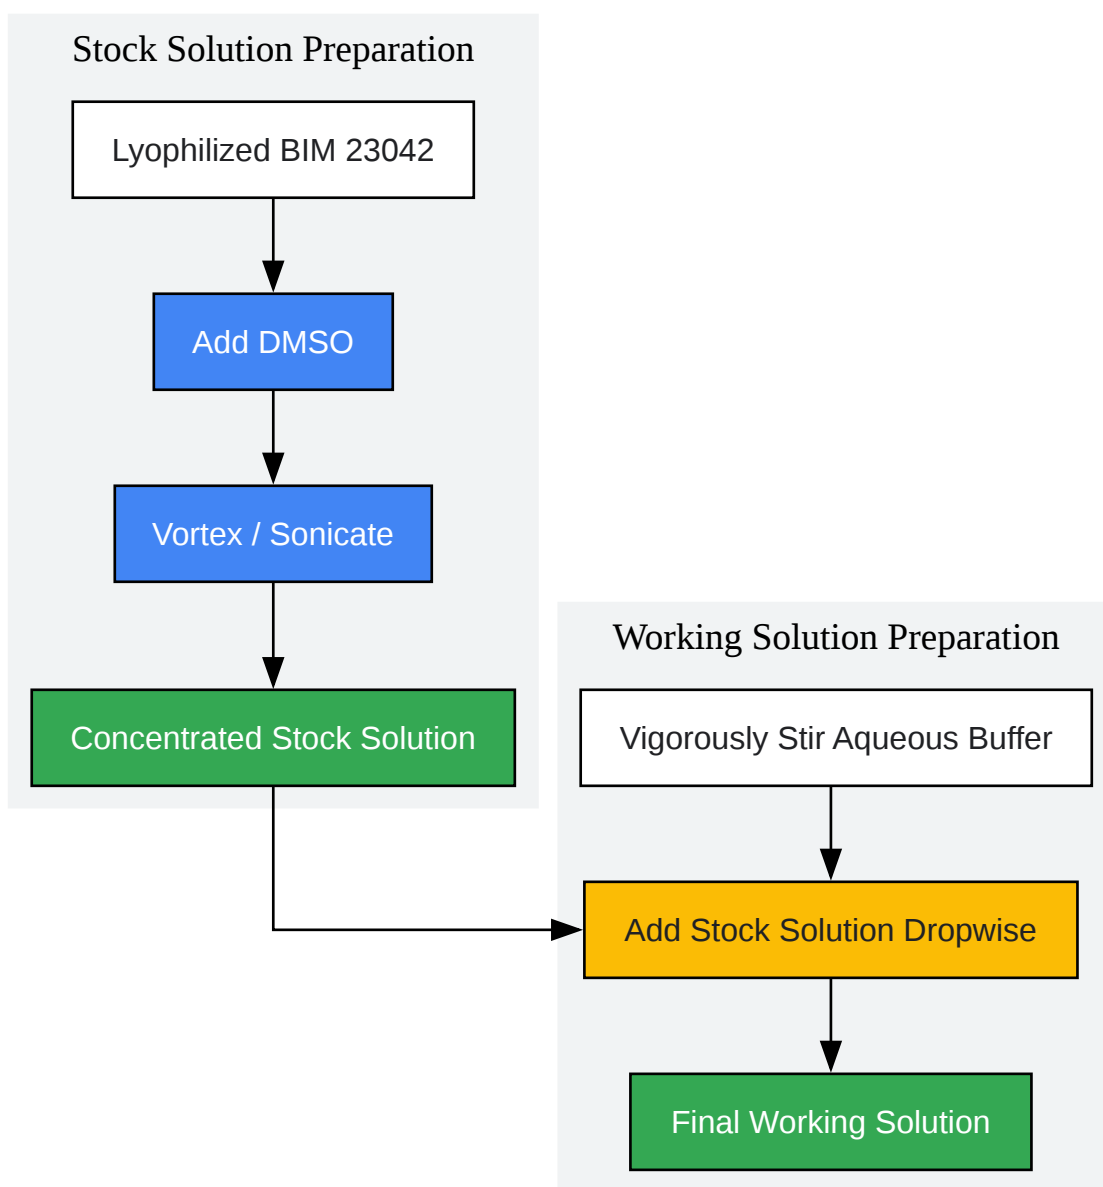 Stock Solution Preparation
Lyophilized BIM 23042
Add DMSO
Vortex / Sonicate
Concentrated Stock Solution
Working Solution Preparation
Vigorously Stir Aqueous Buffer
Add Stock Solution Dropwise
Final Working Solution